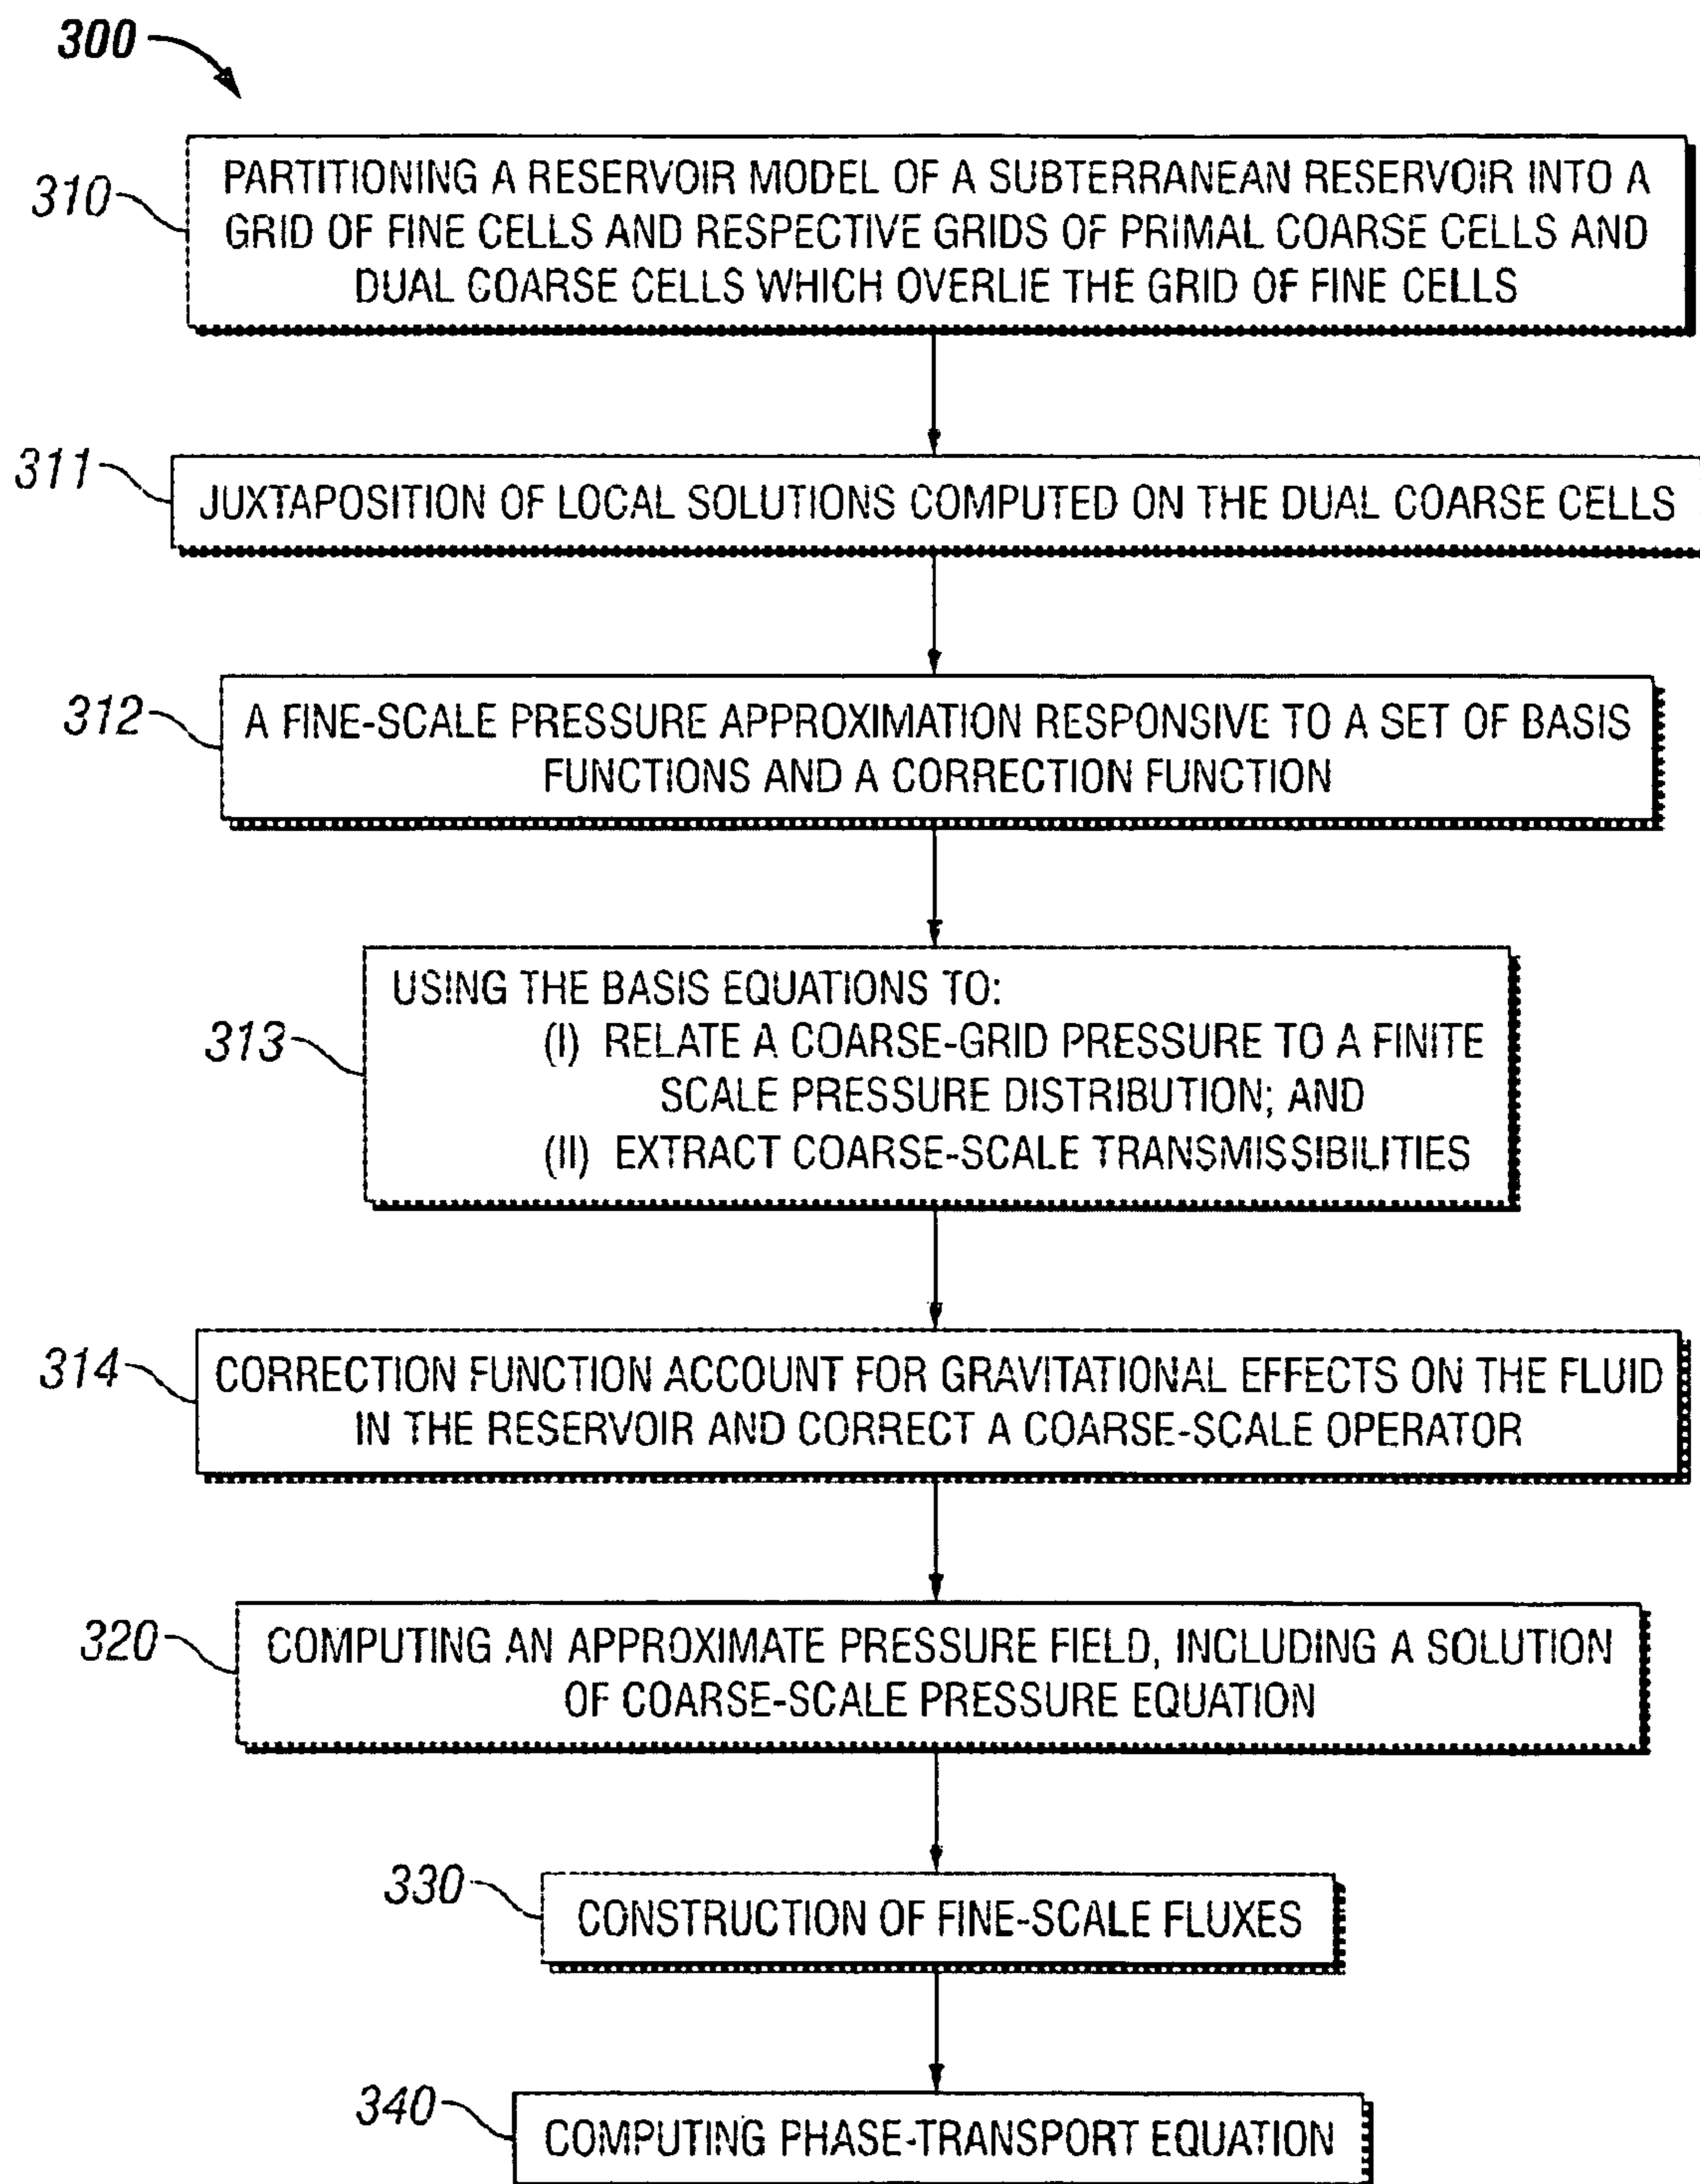 300
310
PARTITIONING A RESERVOIR MODEL OF A SUBTERRANEAN RESERVOIR INTO A
GRID OF FINE CELLS AND RESPECTIVE GRIDS OF PRIMAL COARSE CELLS AND
DUAL COARSE CELLS WHICH OVERLIE THE GRID OF FINE CELLS
311
JUXTAPOSITION OF LOCAL SOLUTIONS COMPUTED ON THE DUAL COARSE CELLS
312
A FINE-SCALE PRESSURE APPROXIMATION RESPONSIVE TO A SET OF BASIS
FUNCTIONS AND A CORRECTION FUNCTION
313
USING THE BASIS EQUATIONS TO:
(I) RELATE A COARSE-GRID PRESSURE TO A FINITE
SCALE PRESSURE DISTRIBUTION; AND
(II) EXTRACT COARSE-SCALE TRANSMISSIBILITIES
314
CORRECTION FUNCTION ACCOUNT FOR GRAVITATIONAL EFFECTS ON THE FLUID
IN THE RESERVOIR AND CORRECT A COARSE-SCALE OPERATOR
320
COMPUTING AN APPROXIMATE PRESSURE FIELD, INCLUDING A SOLUTION
OF COARSE-SCALE PRESSURE EQUATION
330
CONSTRUCTION OF FINE-SCALE FLUXES
340
COMPUTING PHASE-TRANSPORT EQUATION